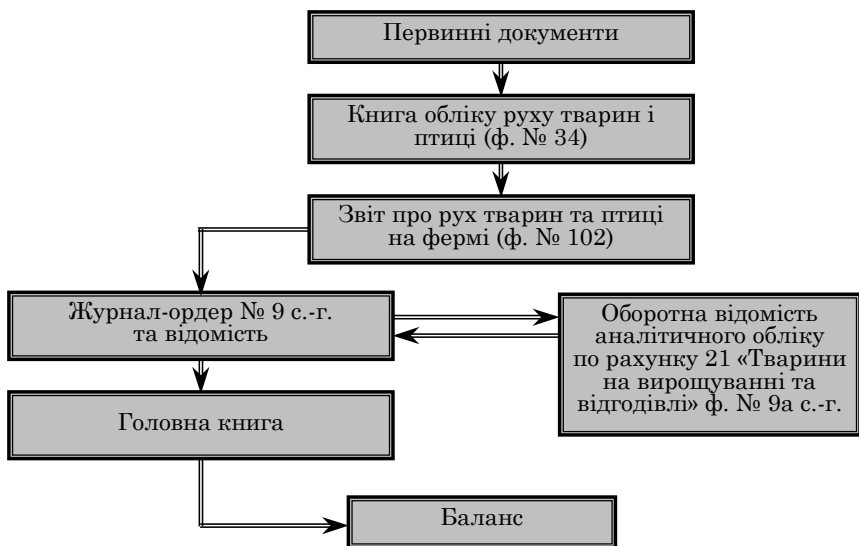 Первинні документи
Книга обліку руху тварин і
птиці (ф. № 34)
Звіт про рух тварин та птиці
на фермі (ф. № 102)
Журнал-ордер № 9 с.-г.
та відомість
Оборотна відомість
аналітичного обліку
по рахунку 21 «Тварини
на вирощуванні та
відгодівлі» ф. № 9а с.-г.
Головна книга
Баланс